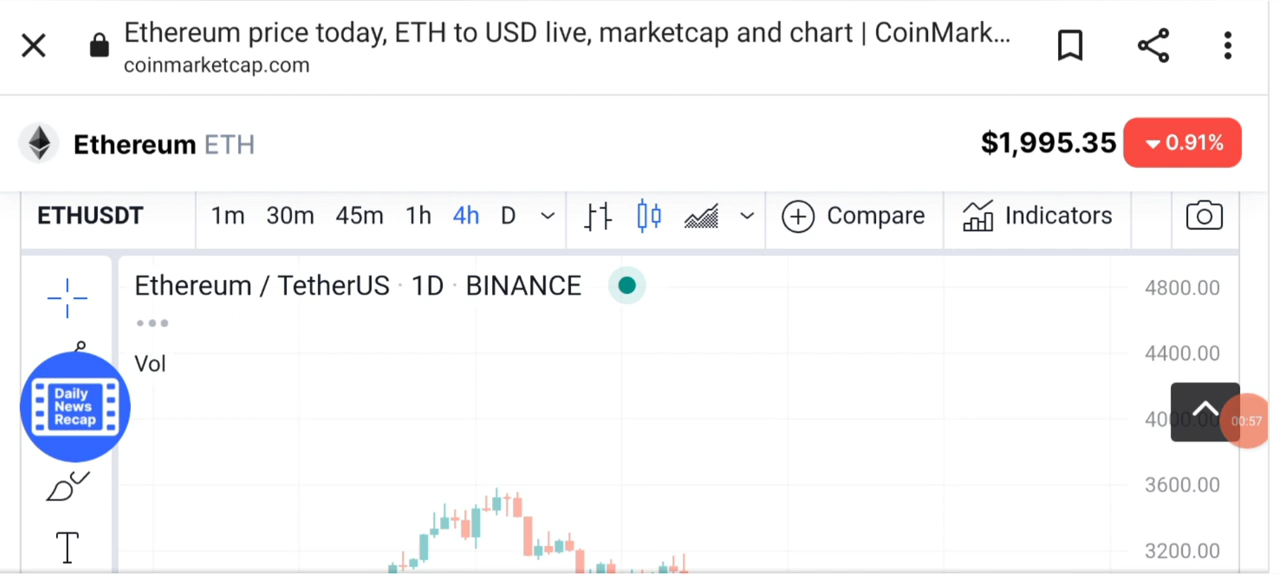 Ethereum price today, ETH to USD live, marketcap and chart | CoinMark...
coinmarketcap.com
Ethereum ETH
$1,995.35
0.91%
ETHUSDT 1m 30m 45m 1h 4h D Compare Indicators
Ethereum / TetherUS · 1D · BINANCE
4800.00
Vol
4400.00
Daily
News
Recap
4000.00
00:57
3600.00
T
3200.00